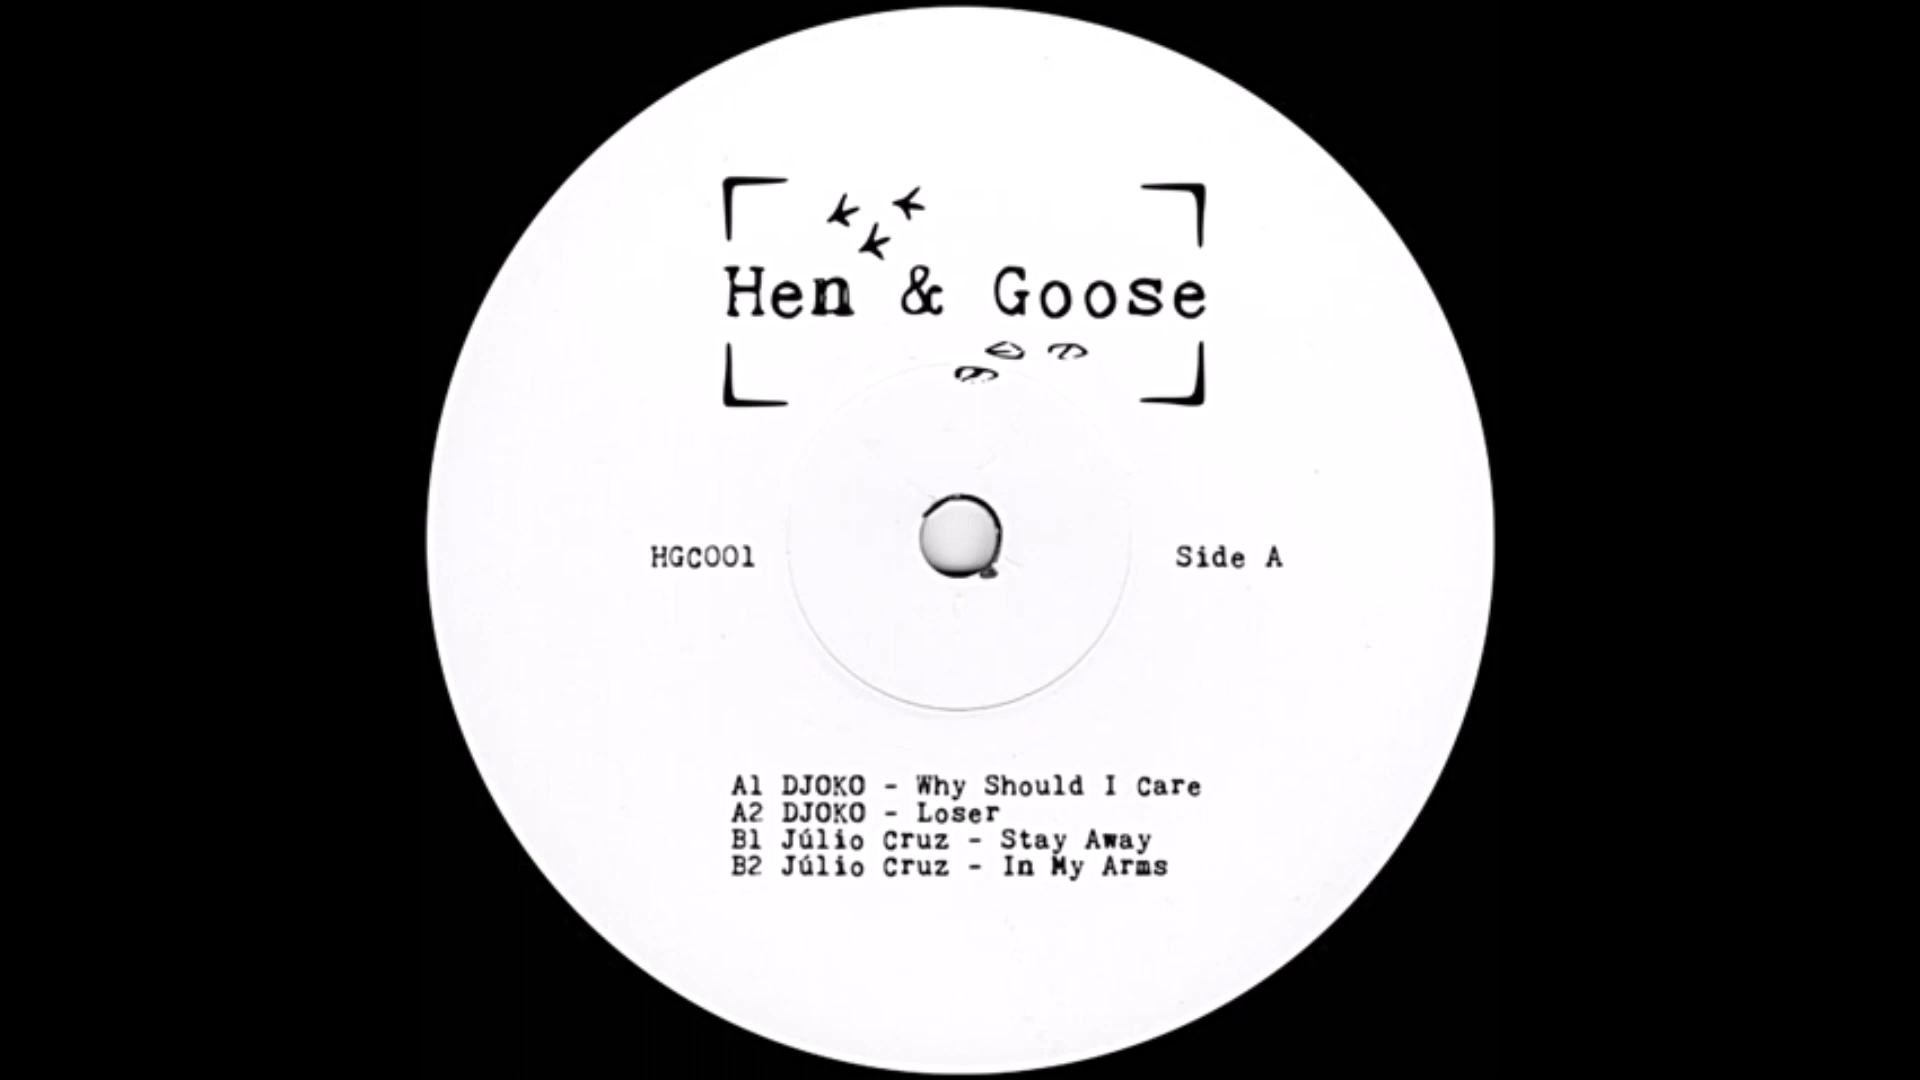 Hen & Goose
HGC001
Side A
A1 DJOKO - Why Should I Care
A2 DJOKO - Loser
B1 Júlio Cruz - Stay Away
B2 Júlio Cruz - In My Arms